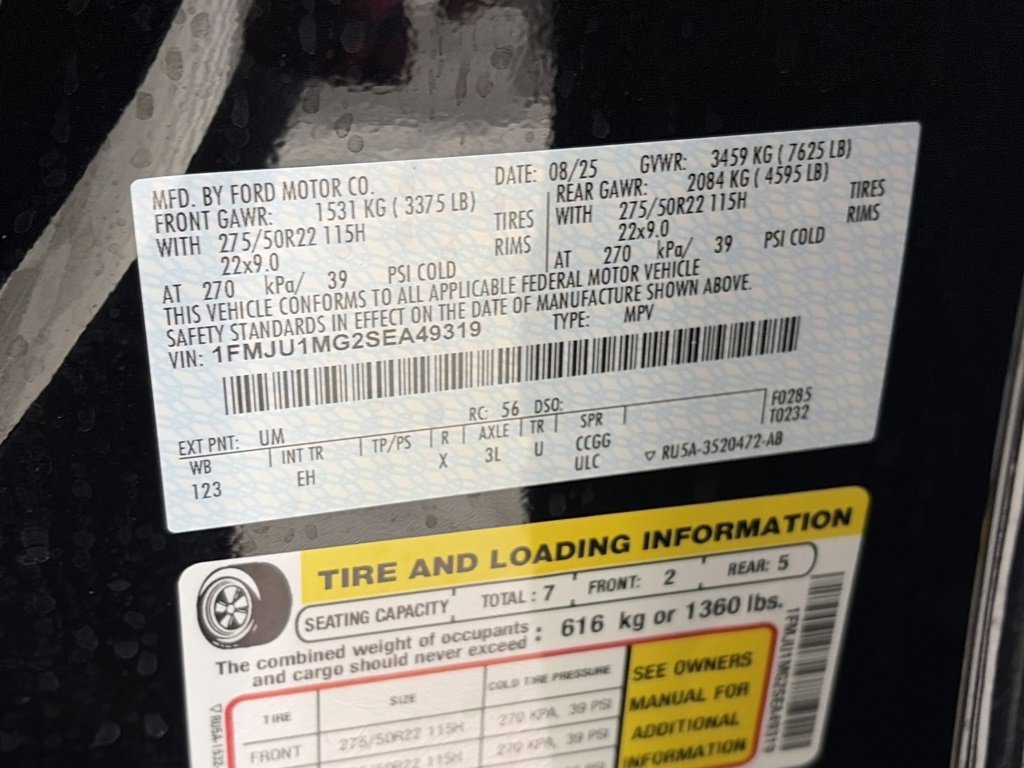 MFD. BY FORD MOTOR CO. DATE: 08/25 GVWR: 3459 KG ( 7625 LB)
FRONT GAWR: 1531 KG ( 3375 LB) REAR GAWR: 2084 KG ( 4595 LB)
WITH 275/50R22 115H TIRES WITH 275/50R22 115H TIRES
22x9.0 RIMS 22x9.0 RIMS
AT 270 kPa/ 39 PSI COLD AT 270 kPa/ 39 PSI COLD
THIS VEHICLE CONFORMS TO ALL APPLICABLE FEDERAL MOTOR VEHICLE
SAFETY STANDARDS IN EFFECT ON THE DATE OF MANUFACTURE SHOWN ABOVE.
VIN: 1FMJU1MG2SEA49319 TYPE: MPV
EXT PNT: UM RC: 56 DSO: F0285
WB INT TR TP/PS R AXLE TR SPR T0232
123 EH X 3L U CCGG
ULC ▽ RU5A-3520472-AB
TIRE AND LOADING INFORMATION
SEATING CAPACITY TOTAL : 7 FRONT: 2 REAR: 5
The combined weight of occupants
and cargo should never exceed : 616 kg or 1360 lbs.
TIRE SIZE COLD TIRE PRESSURE
FRONT 275/50R22 115H 270 KPA, 39 PSI
SEE OWNERS
MANUAL FOR
ADDITIONAL
INFORMATION
1FMJU1MG2SEA49319